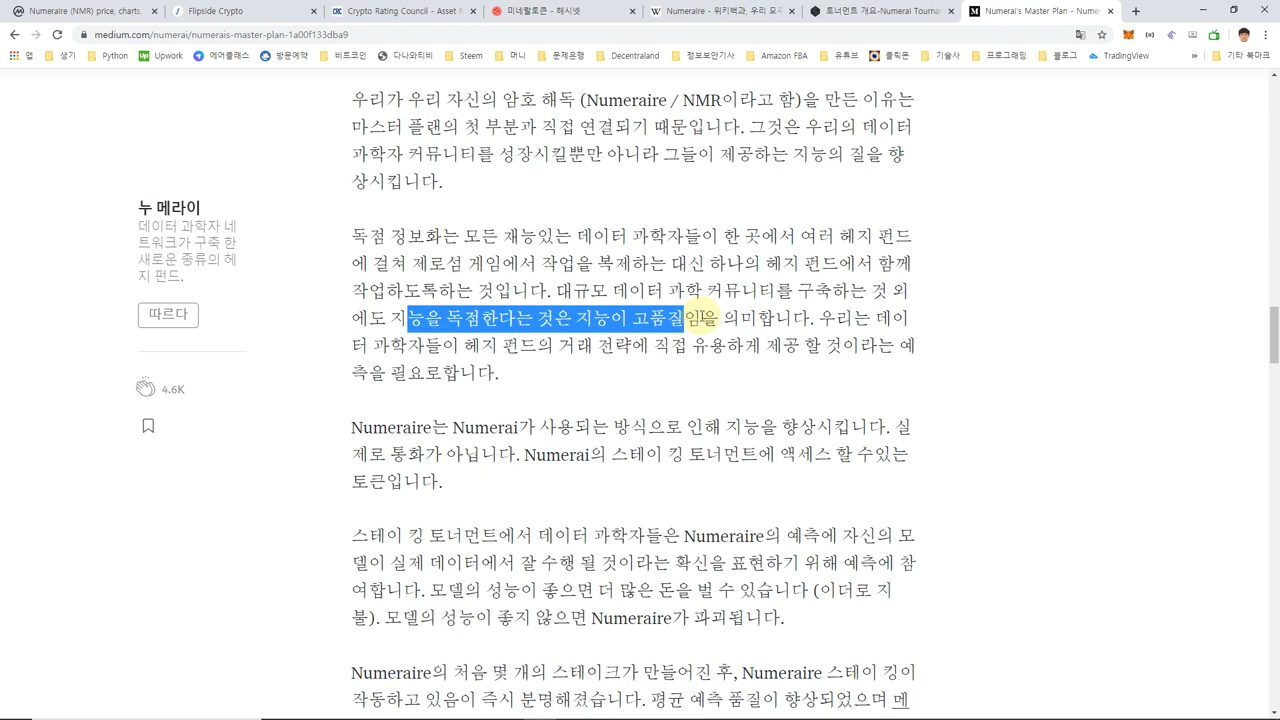 Numeraire (NMR) price, charts,
Flipside Crypto
Crypto Rating Council - Asset R
미네랄토큰 - 해시넷
Numeraire - 위키백과, 우리 모두
토너먼트 개요-Numerai Tournam
Numerai's Master Plan - Numer
medium.com/numerai/numerais-master-plan-1a00f133dba9
앱
생기
Python
Upwork
에어클래스
방문예약
비트코인
다나와티비
Steem
머니
문제은행
Decentraland
정보보안기사
Amazon FBA
유튜브
클릭몬
기술사
프로그래밍
블로그
TradingView
»
기타 북마크
우리가 우리 자신의 암호 해독 (Numeraire / NMR이라고 함)을 만든 이유는
마스터 플랜의 첫 부분과 직접 연결되기 때문입니다. 그것은 우리의 데이터
과학자 커뮤니티를 성장시킬뿐만 아니라 그들이 제공하는 지능의 질을 향
상시킵니다.
누 메라이
데이터 과학자 네
트워크가 구축 한
새로운 종류의 헤
지 펀드.
따르다
4.6K
독점 정보화는 모든 재능있는 데이터 과학자들이 한 곳에서 여러 헤지 펀드
에 걸쳐 제로섬 게임에서 작업을 복제하는 대신 하나의 헤지 펀드에서 함께
작업하도록하는 것입니다. 대규모 데이터 과학 커뮤니티를 구축하는 것 외
에도 지능을 독점한다는 것은 지능이 고품질임을 의미합니다. 우리는 데이
터 과학자들이 헤지 펀드의 거래 전략에 직접 유용하게 제공 할 것이라는 예
측을 필요로합니다.
Numeraire는 Numerai가 사용되는 방식으로 인해 지능을 향상시킵니다. 실
제로 통화가 아닙니다. Numerai의 스테이 킹 토너먼트에 액세스 할 수있는
토큰입니다.
스테이 킹 토너먼트에서 데이터 과학자들은 Numeraire의 예측에 자신의 모
델이 실제 데이터에서 잘 수행 될 것이라는 확신을 표현하기 위해 예측에 참
여합니다. 모델의 성능이 좋으면 더 많은 돈을 벌 수 있습니다 (이더로 지
불). 모델의 성능이 좋지 않으면 Numeraire가 파괴됩니다.
Numeraire의 처음 몇 개의 스테이크가 만들어진 후, Numeraire 스테이 킹이
작동하고 있음이 즉시 분명해졌습니다. 평균 예측 품질이 향상되었으며 메